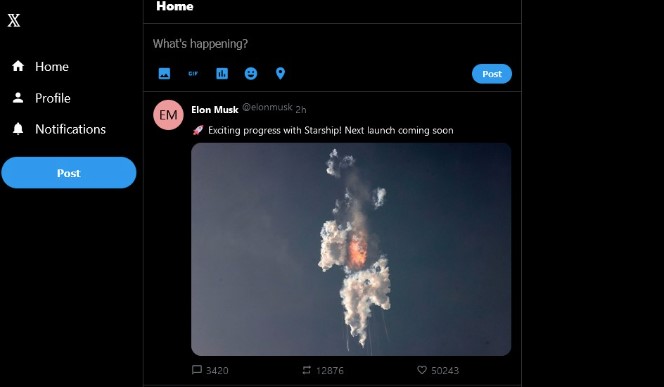 𝕏
Home
Profile
Notifications
Post
Home
What's happening?
GIF
Post
EM
Elon Musk @elonmusk 2h
🚀 Exciting progress with Starship! Next launch coming soon
3420 12876 50243